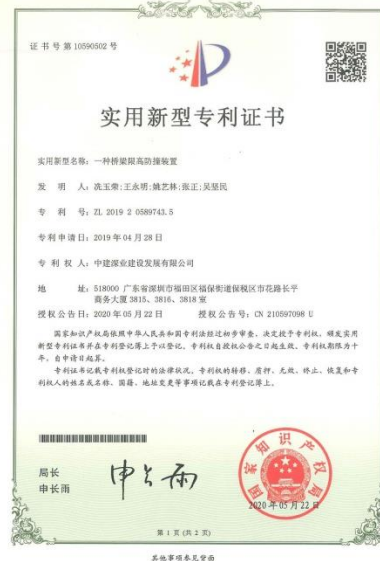 证书号第10590502号
实用新型专利证书
实用新型名称：一种桥梁限高防撞装置
发明人：冼玉荣;王永明;姚艺林;张正;吴坚民
专利号：ZL 2019 2 0589743.5
专利申请日：2019年04月28日
专利权人：中建深业建设发展有限公司
地址：518000 广东省深圳市福田区福保街道保税区市花路长平
商务大厦3815、3816、3818室
授权公告日：2020年05月22日 授权公告号：CN 210597098 U
国家知识产权局依照中华人民共和国专利法经过初步审查，决定授予专利权，颁发实用
新型专利证书并在专利登记簿上予以登记。专利权自授权公告之日起生效。专利权期限为十
年，自申请日起算。
专利证书记载专利权登记时的法律状况。专利权的转移、质押、无效、终止、恢复和专
利权人的姓名或名称、国籍、地址变更等事项记载在专利登记簿上。
局长
申长雨
申长雨
国家知识产权局
2020年05月22日
第1页(共2页)
其他事项参见背面